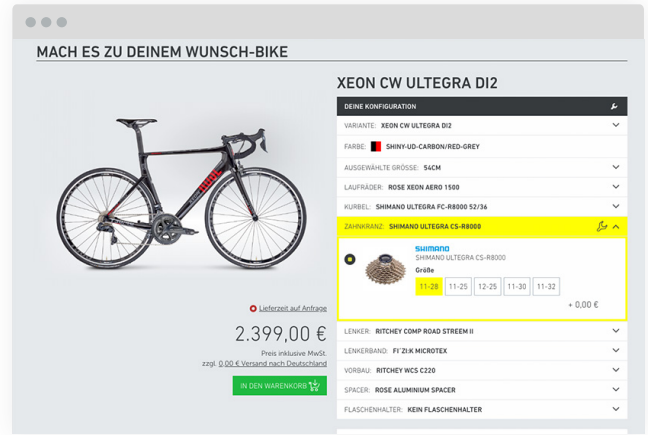 MACH ES ZU DEINEM WUNSCH-BIKE
XEON CW ULTEGRA DI2
DEINE KONFIGURATION
VARIANTE: XEON CW ULTEGRA DI2
FARBE: SHINY-UD-CARBON/RED-GREY
AUSGEWÄHLTE GRÖSSE: 54CM
LAUFRÄDER: ROSE XEON AERO 1500
KURBEL: SHIMANO ULTEGRA FC-R8000 52/36
ZAHNKRANZ: SHIMANO ULTEGRA CS-R8000
SHIMANO
SHIMANO ULTEGRA CS-R8000
Größe
11-28 11-25 12-25 11-30 11-32
+ 0,00 €
LENKER: RITCHEY COMP ROAD STREEM II
LENKERBAND: FI´ZI:K MICROTEX
VORBAU: RITCHEY WCS C220
SPACER: ROSE ALUMINIUM SPACER
FLASCHENHALTER: KEIN FLASCHENHALTER
Lieferzeit auf Anfrage
2.399,00 €
Preis inklusive MwSt.
zzgl. 0,00 € Versand nach Deutschland
IN DEN WARENKORB